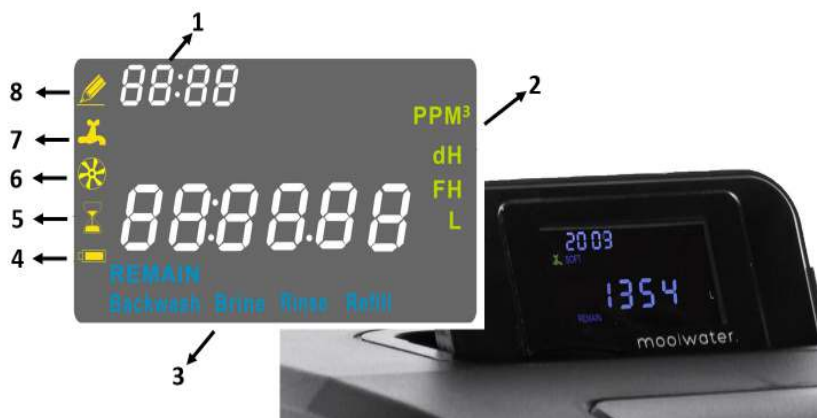 1
8
88:88
2
PPM³
7
dH
6
FH
88:88.88
5
L
4
REMAIN
Backwash Brine Rinse Refill
3
20 03
SOFT
1354
L
REMAIN
mooiwater.